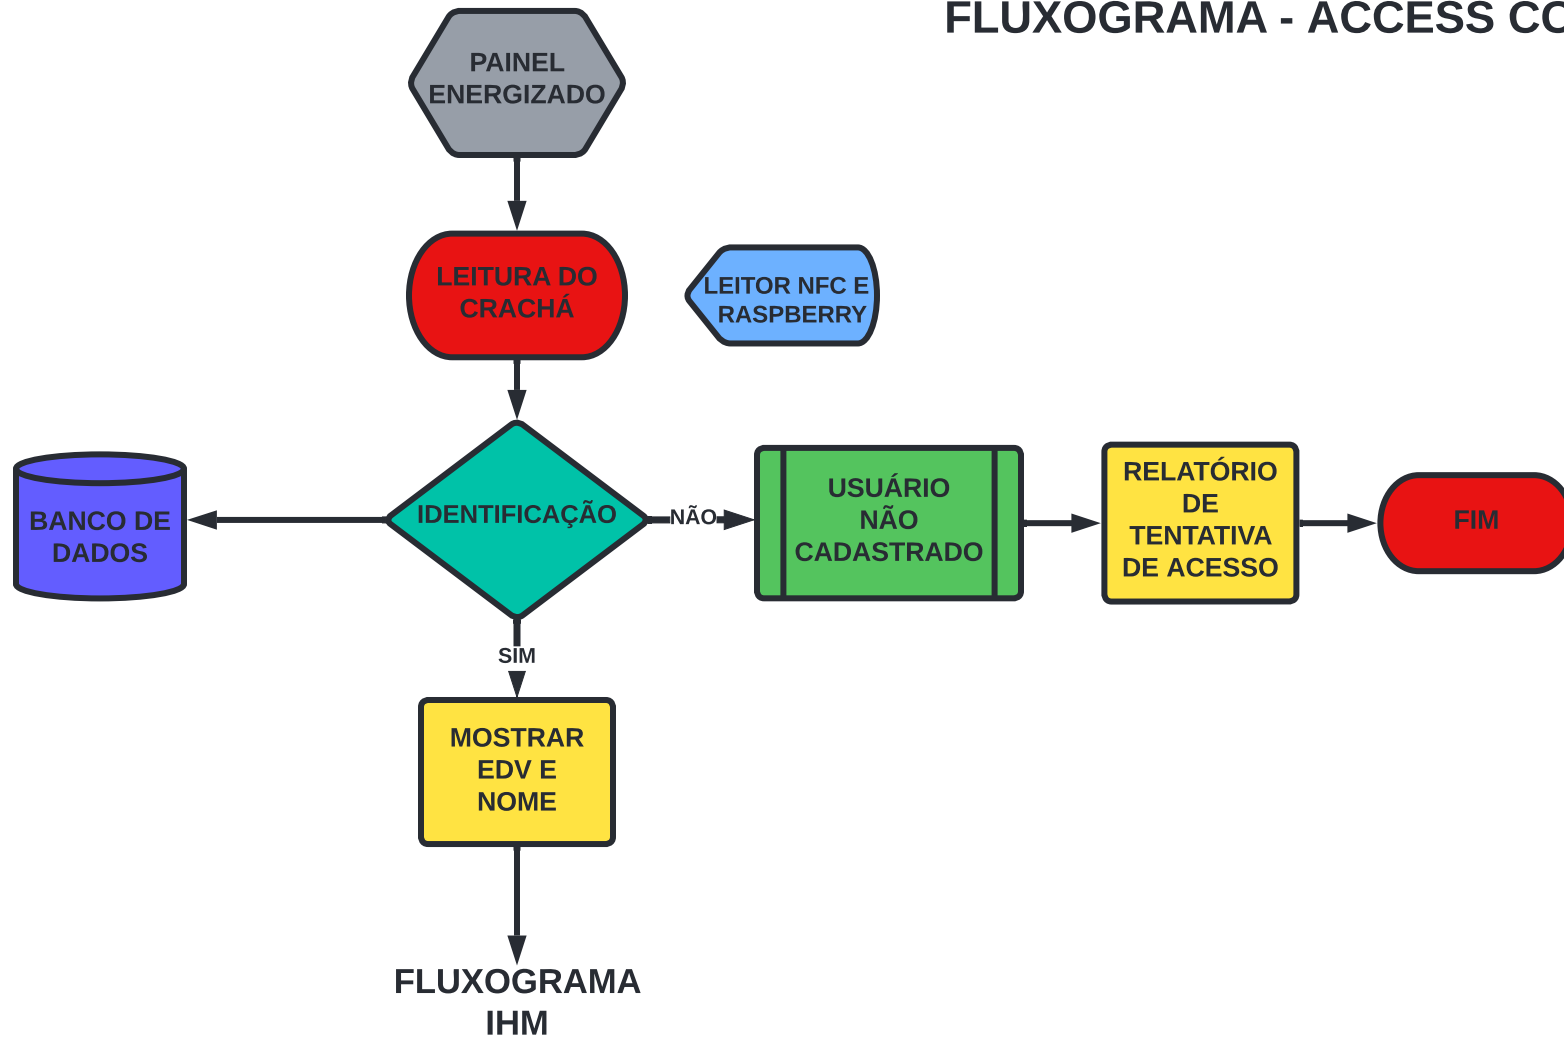 FLUXOGRAMA - ACCESS
PAINEL
ENERGIZADO
LEITURA DO
CRACHÁ
LEITOR NFC E
RASPBERRY
BANCO DE
DADOS
IDENTIFICAÇÃO
NÃO
USUÁRIO
NÃO
CADASTRADO
RELATÓRIO
DE
TENTATIVA
DE ACESSO
FIM
SIM
MOSTRAR
EDV E
NOME
FLUXOGRAMA
IHM